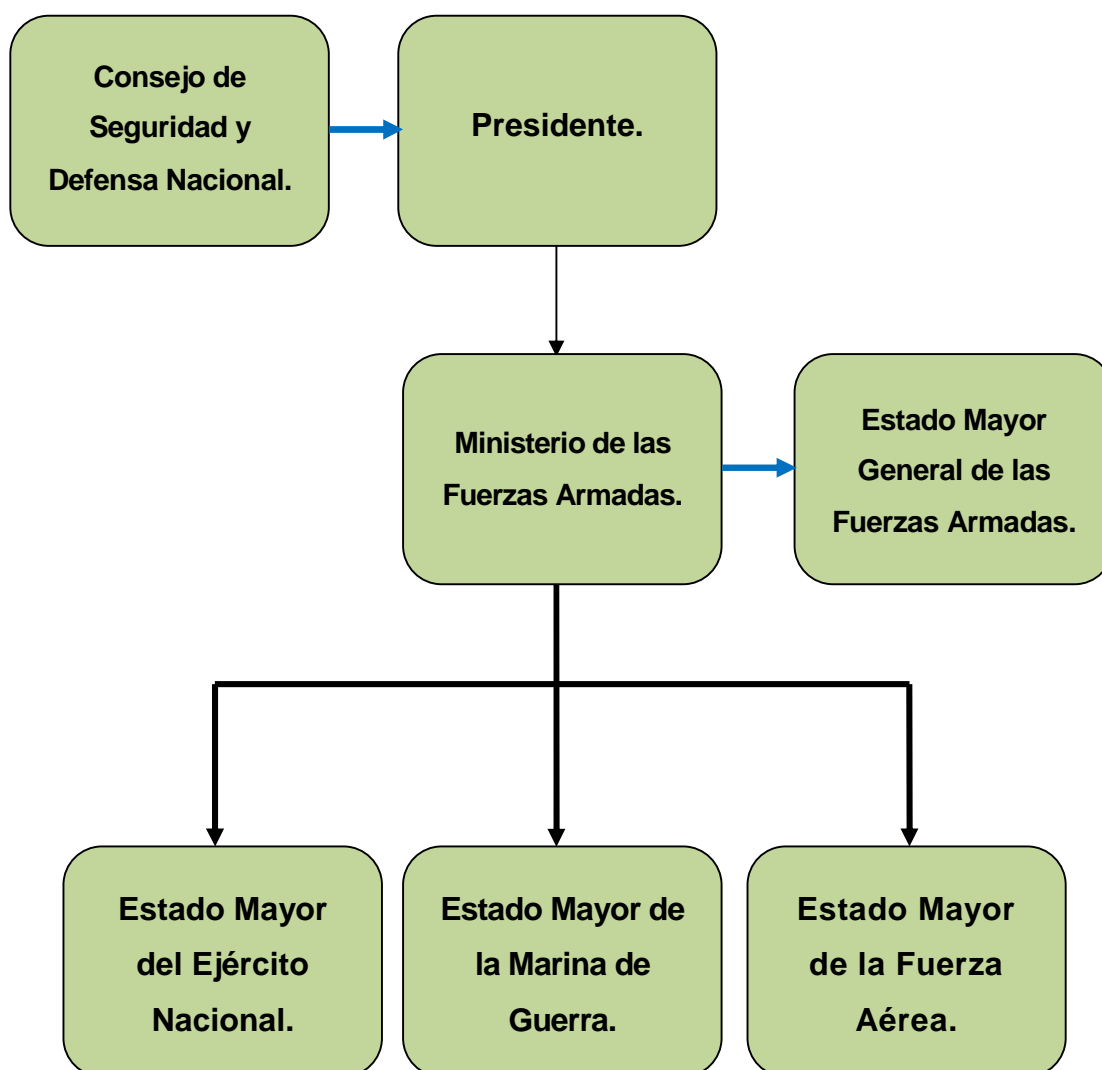 Consejo de
Seguridad y
Defensa Nacional.
Presidente.
Ministerio de las
Fuerzas Armadas.
Estado Mayor
General de las
Fuerzas Armadas.
Estado Mayor
del Ejército
Nacional.
Estado Mayor de
la Marina de
Guerra.
Estado Mayor
de la Fuerza
Aérea.